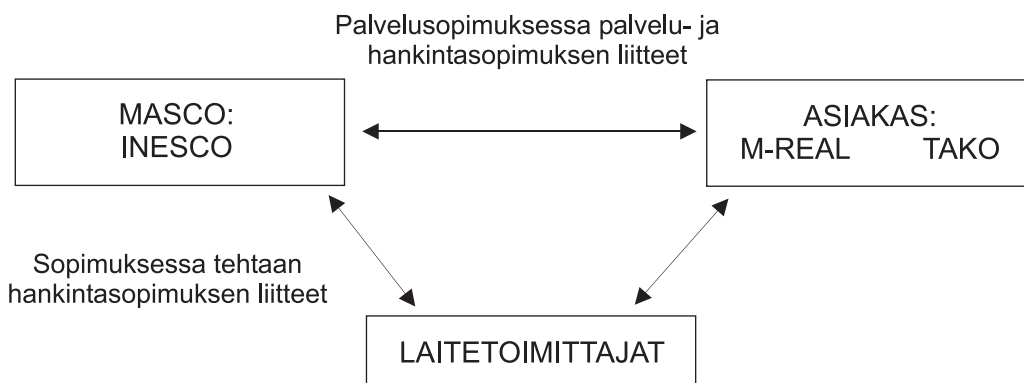 Palvelusopimuksessa palvelu- ja
hankintasopimuksen liitteet
MASCO:
INESCO
ASIAKAS:
M-REAL TAKO
Sopimuksessa tehtaan
hankintasopimuksen liitteet
LAITETOIMITTAJAT